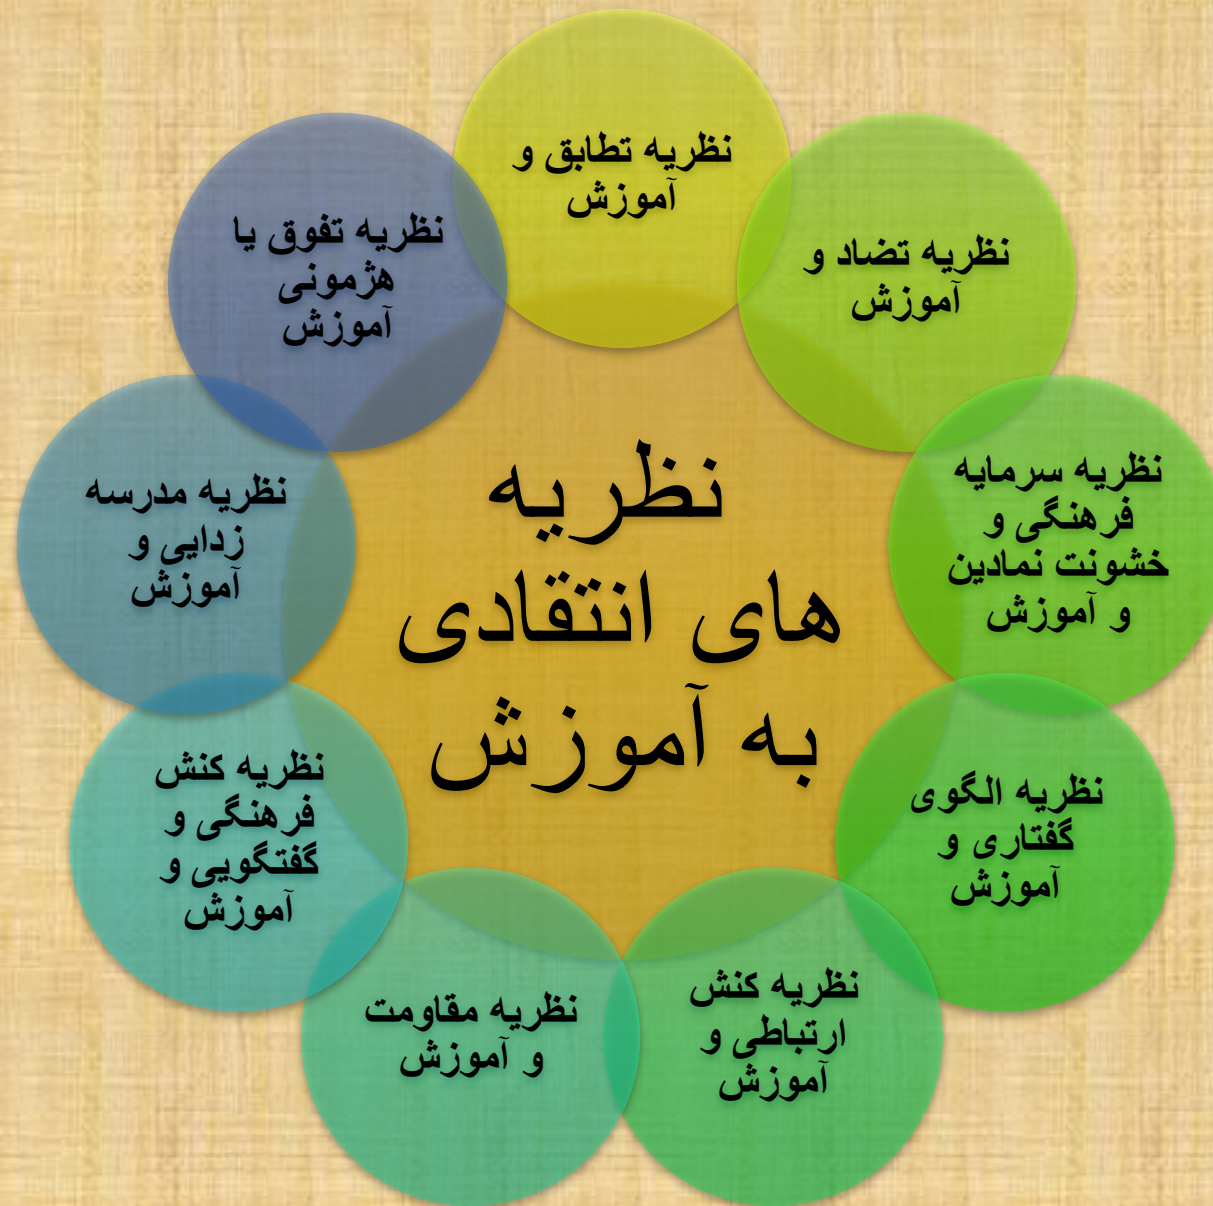 نظریه تطابق و
آموزش
نظریه تضاد و
آموزش
نظریه سرمایه
فرهنگی و
خشونت نمادین
و آموزش
نظریه الگوی
گفتاری و
آموزش
نظریه کنش
ارتباطی و
آموزش
نظریه مقاومت
و آموزش
نظریه کنش
فرهنگی و
گفتگویی و
آموزش
نظریه مدرسه
زدایی و
آموزش
نظریه تفوق یا
هژمونی
آموزش
نظریه
های انتقادی
به آموزش